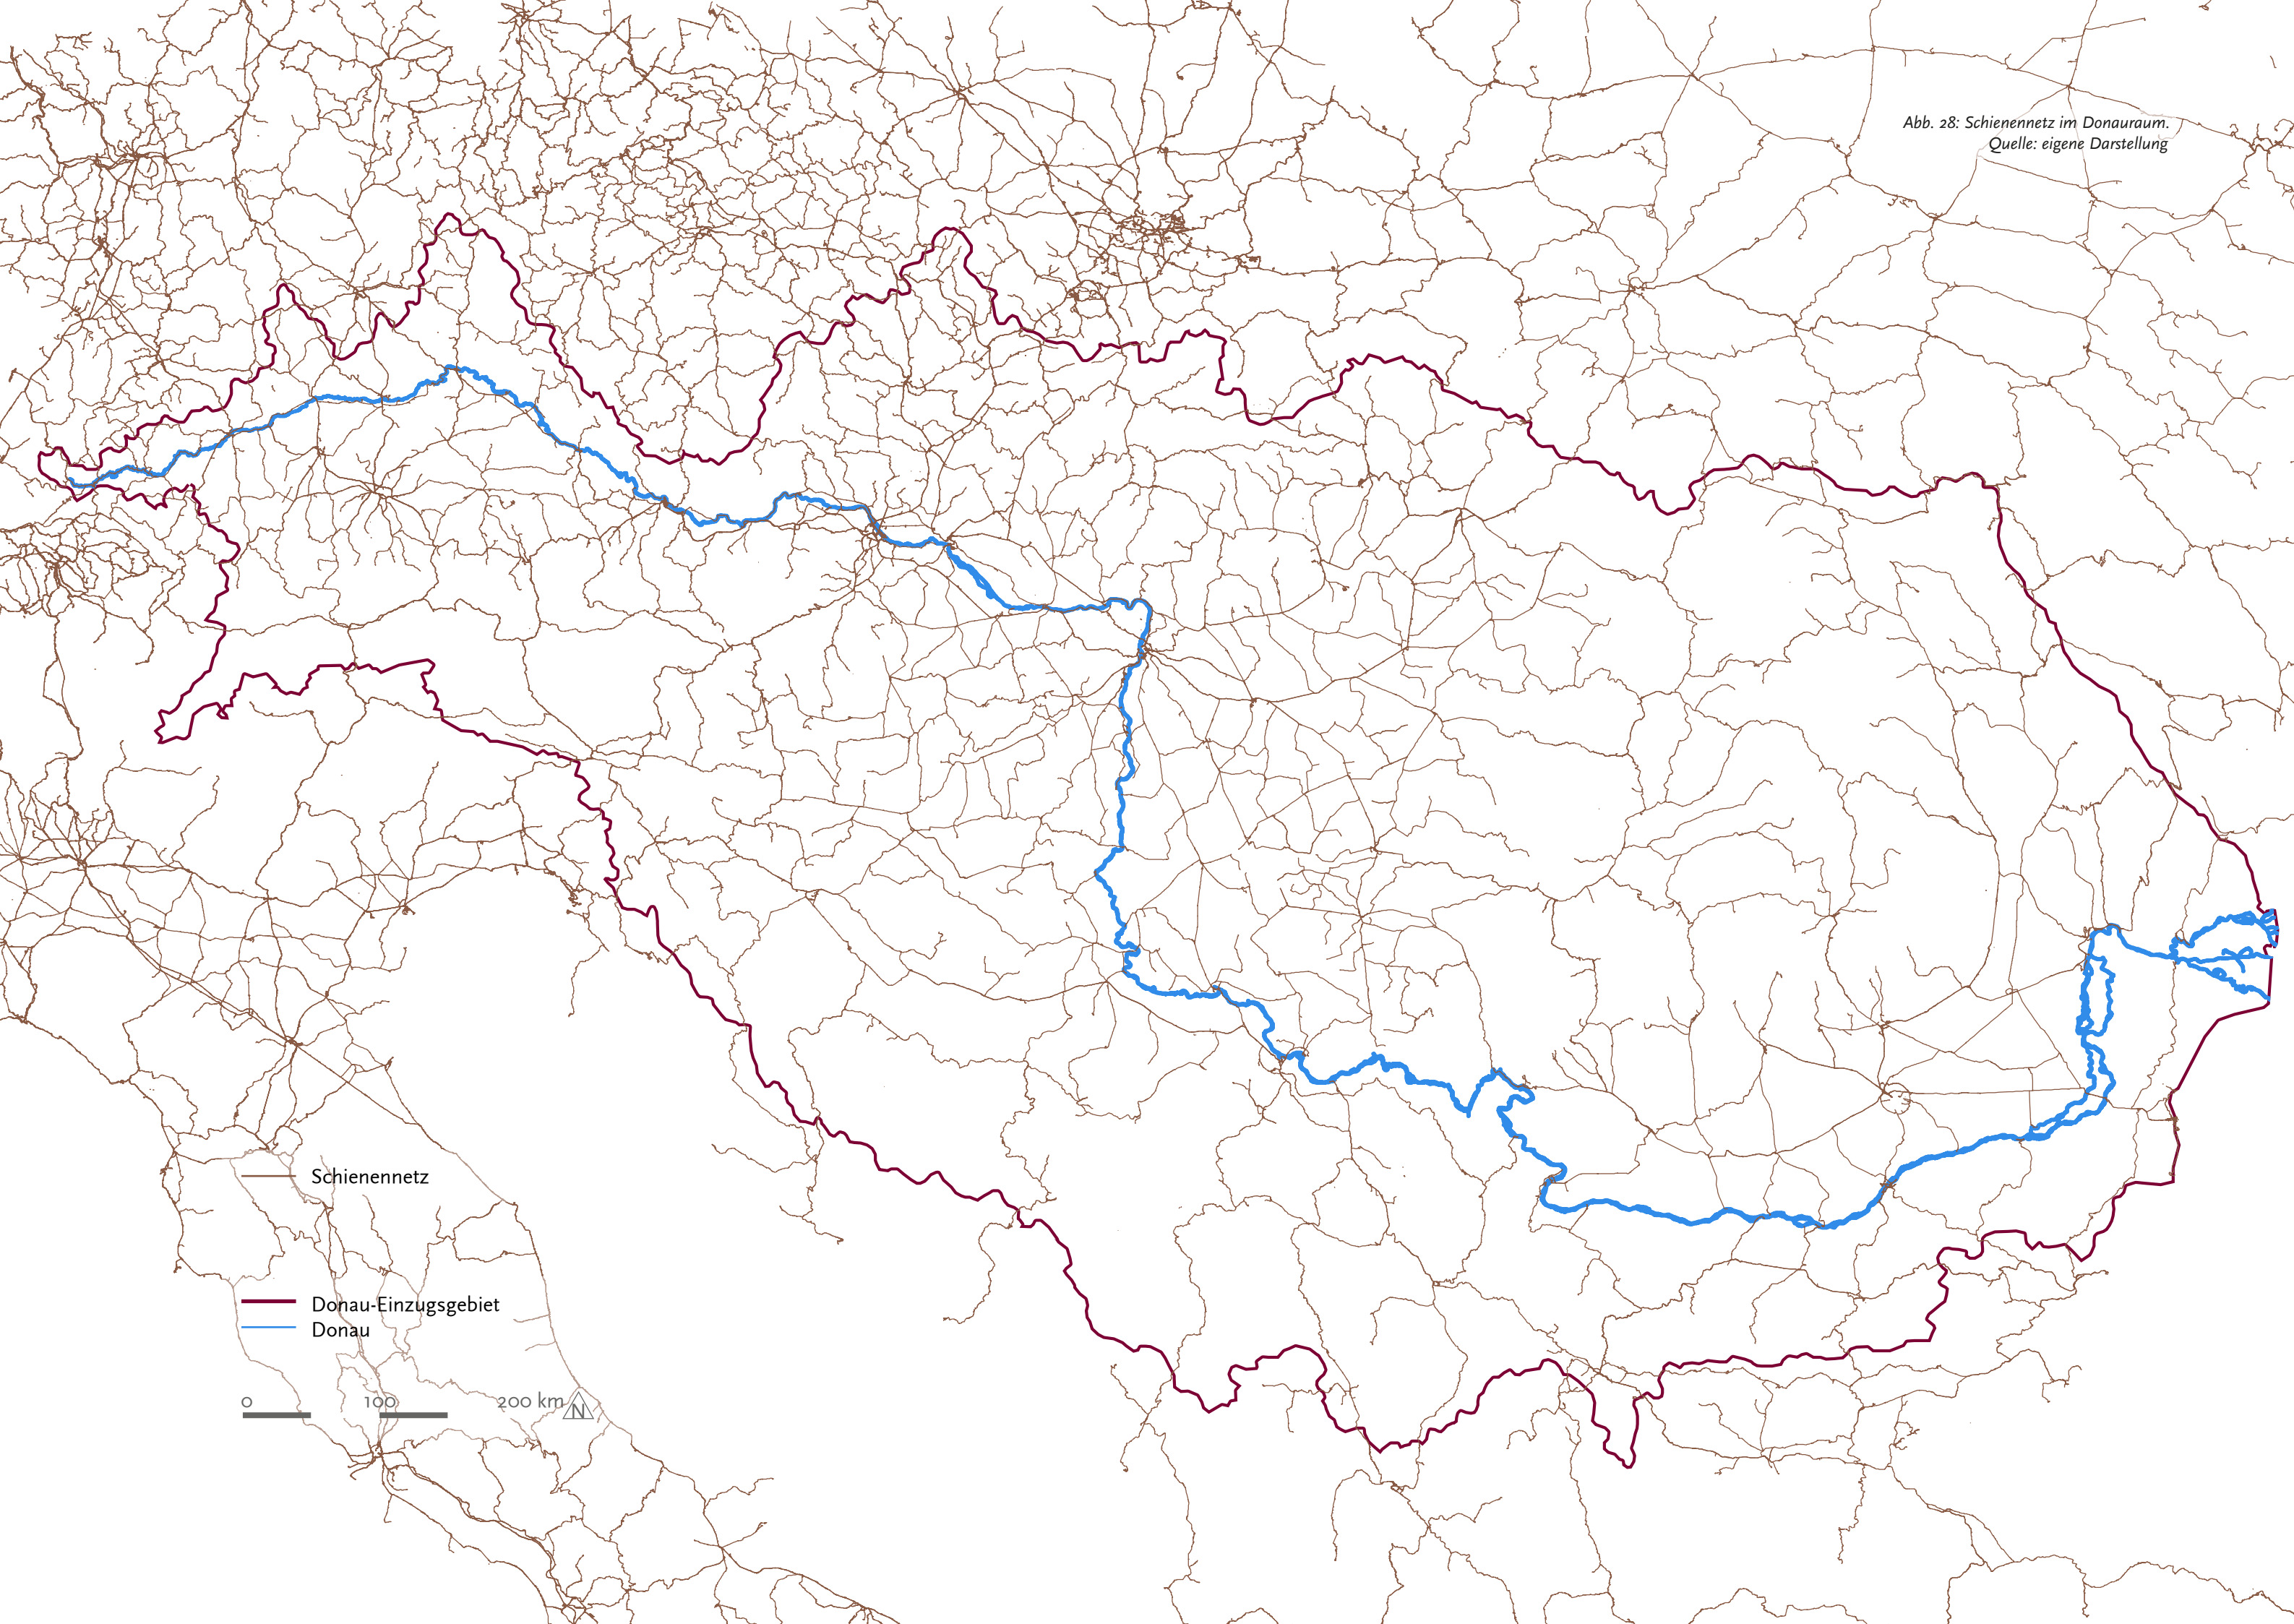 Abb. 28: Schienennetz im Donauraum.
Quelle: eigene Darstellung
Schienennetz
Donau-Einzugsgebiet
Donau
0 100 200 km N